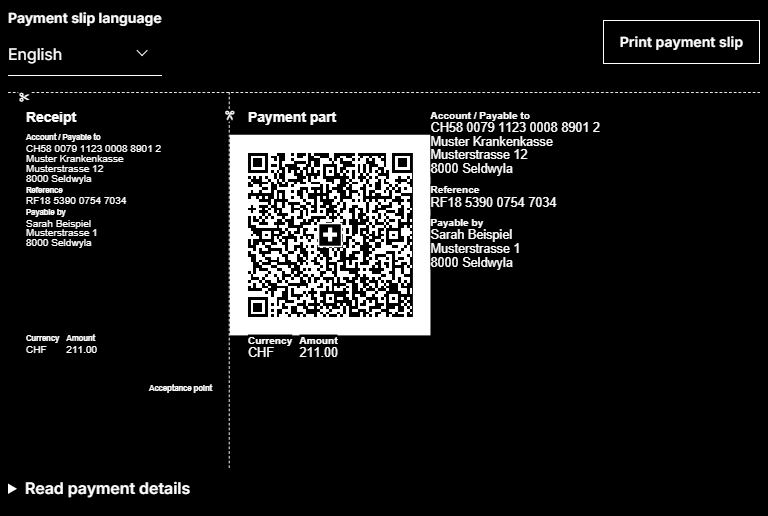 Payment slip language
English
Print payment slip
Receipt
Account / Payable to
CH58 0079 1123 0008 8901 2
Muster Krankenkasse
Musterstrasse 12
8000 Seldwyla
Reference
RF18 5390 0754 7034
Payable by
Sarah Beispiel
Musterstrasse 1
8000 Seldwyla
Currency Amount
CHF 211.00
Acceptance point
Payment part
Currency Amount
CHF 211.00
Account / Payable to
CH58 0079 1123 0008 8901 2
Muster Krankenkasse
Musterstrasse 12
8000 Seldwyla
Reference
RF18 5390 0754 7034
Payable by
Sarah Beispiel
Musterstrasse 1
8000 Seldwyla
Read payment details